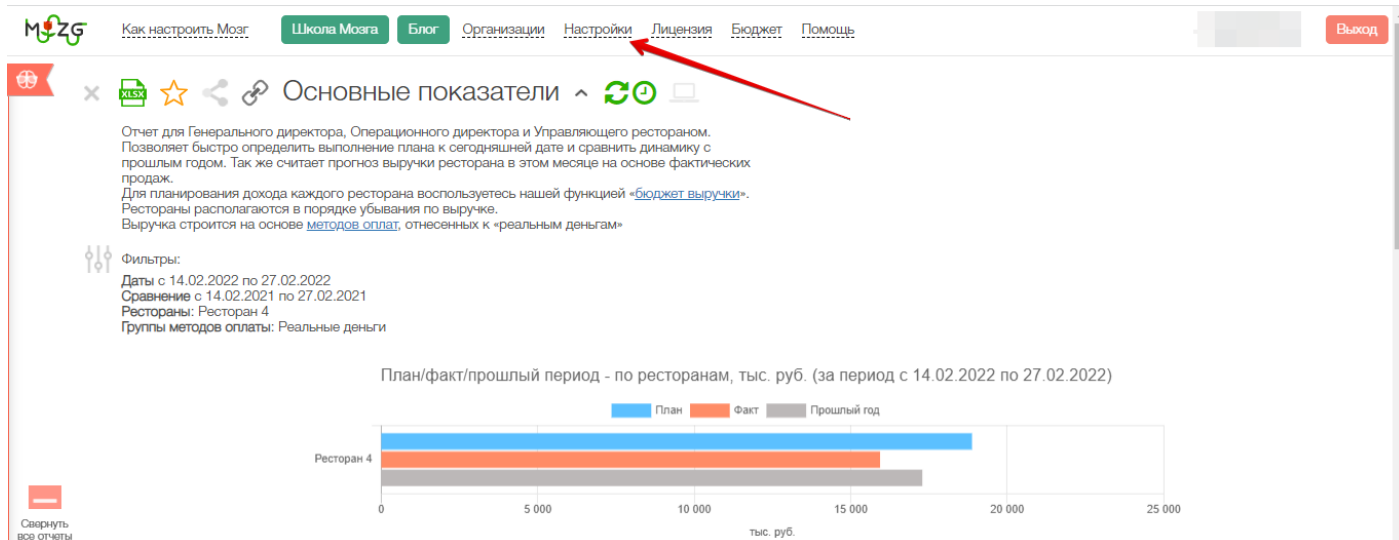 MOZG
Как настроить Мозг
Школа Мозга
Блог
Организации
Настройки
Лицензия
Бюджет
Помощь
Выход
XLSX
Основные показатели
Отчет для Генерального директора, Операционного директора и Управляющего рестораном.
Позволяет быстро определить выполнение плана к сегодняшней дате и сравнить динамику с
прошлым годом. Так же считает прогноз выручки ресторана в этом месяце на основе фактических
продаж.
Для планирования дохода каждого ресторана воспользуетесь нашей функцией «бюджет выручки».
Рестораны располагаются в порядке убывания по выручке.
Выручка строится на основе методов оплат, отнесенных к «реальным деньгам»
Фильтры:
Даты с 14.02.2022 по 27.02.2022
Сравнение с 14.02.2021 по 27.02.2021
Рестораны: Ресторан 4
Группы методов оплаты: Реальные деньги
План/факт/прошлый период - по ресторанам, тыс. руб. (за период с 14.02.2022 по 27.02.2022)
План
Факт
Прошлый год
Ресторан 4
0
5 000
10 000
15 000
20 000
25 000
тыс. руб.
Свернуть
все отчеты